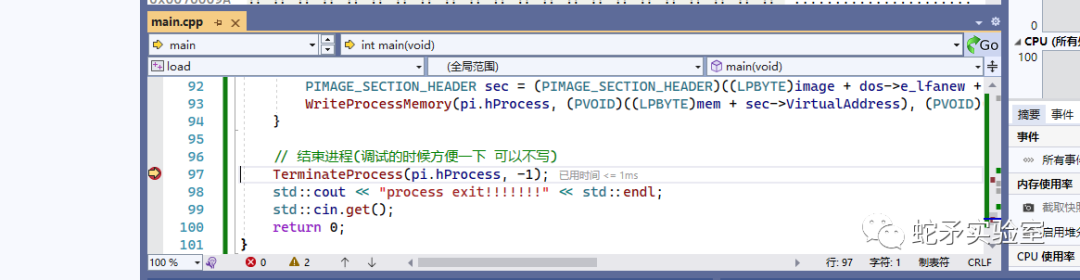 main.cpp
main
int main(void)
Go
load
(全局范围)
main(void)
92 PIMAGE_SECTION_HEADER sec = (PIMAGE_SECTION_HEADER)((LPBYTE)image + dos->e_lfanew +
93 WriteProcessMemory(pi.hProcess, (PVOID)((LPBYTE)mem + sec->VirtualAddress), (PVOID)
94 }
95
96 // 结束进程(调试的时候方便一下 可以不写)
97 TerminateProcess(pi.hProcess, -1); 已用时间 <= 1ms
98 std::cout << "process exit!!!!!!!" << std::endl;
99 std::cin.get();
100 return 0;
101 }
100 %
0
2
行: 97
字符: 1
制表符
CRLF
0
CPU (所有
100
摘要
事件
事件
所有事件
内存使用率
截取快照
启用堆分
CPU 使用率
蛇矛实验室